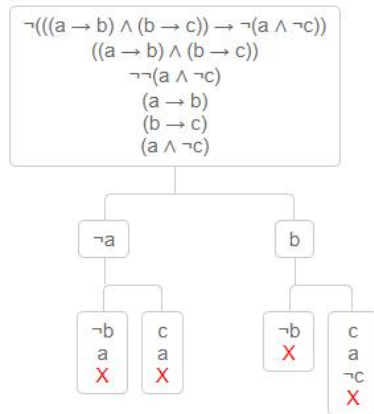 ¬(((a → b) ∧ (b → c)) → ¬(a ∧ ¬c))
((a → b) ∧ (b → c))
¬¬(a ∧ ¬c)
(a → b)
(b → c)
(a ∧ ¬c)
¬a
b
¬b
a
X
c
a
X
¬b
X
c
a
¬c
X